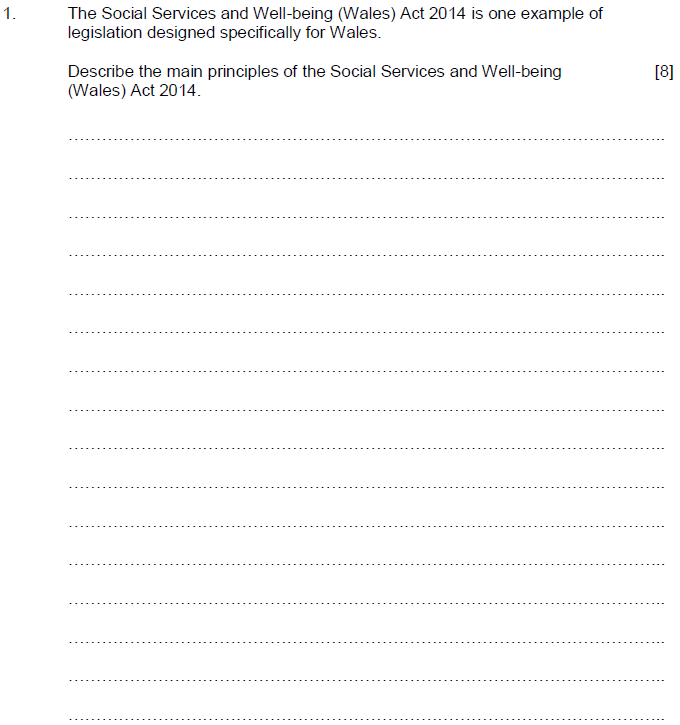 1. The Social Services and Well-being (Wales) Act 2014 is one example of
legislation designed specifically for Wales.
Describe the main principles of the Social Services and Well-being [8]
(Wales) Act 2014.